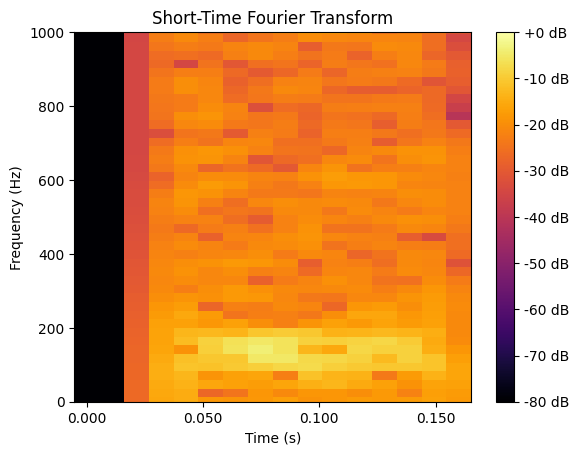 Short-Time Fourier Transform
1000
800
600
400
200
0
Frequency (Hz)
0.000
0.050
0.100
0.150
Time (s)
+0 dB
-10 dB
-20 dB
-30 dB
-40 dB
-50 dB
-60 dB
-70 dB
-80 dB